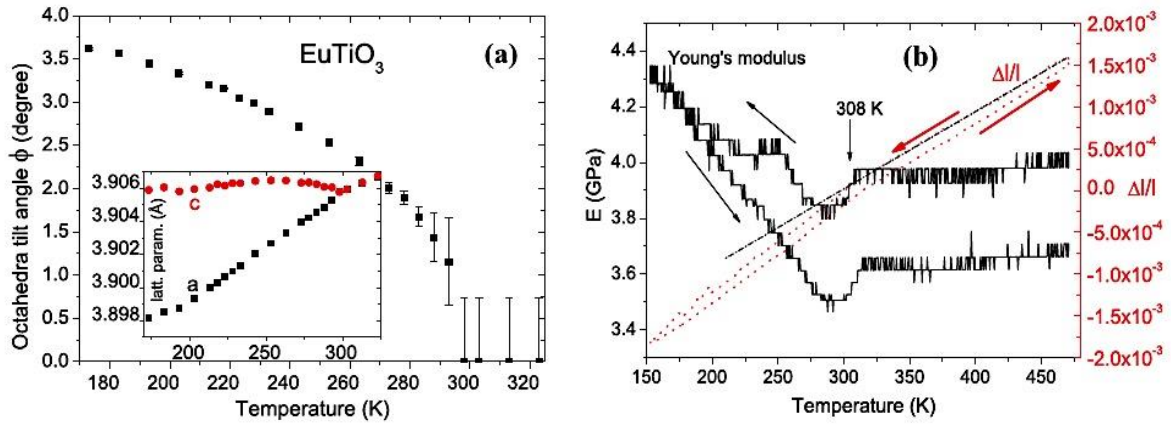 4.0
3.5
3.0
2.5
2.0
1.5
1.0
0.5
0.0
Octahedra tilt angle ϕ (degree)
EuTiO₃
(a)
3.906
3.904
3.902
3.900
3.898
latt. param. (Å)
c
a
200 250 300
180 200 220 240 260 280 300 320
Temperature (K)
4.4
4.2
4.0
3.8
3.6
3.4
E (GPa)
Young's modulus
(b)
308 K
Δl/l
2.0x10⁻³
1.5x10⁻³
1.0x10⁻³
5.0x10⁻⁴
0.0
Δl/l
-5.0x10⁻⁴
-1.0x10⁻³
-1.5x10⁻³
-2.0x10⁻³
150 200 250 300 350 400 450
Temperature (K)